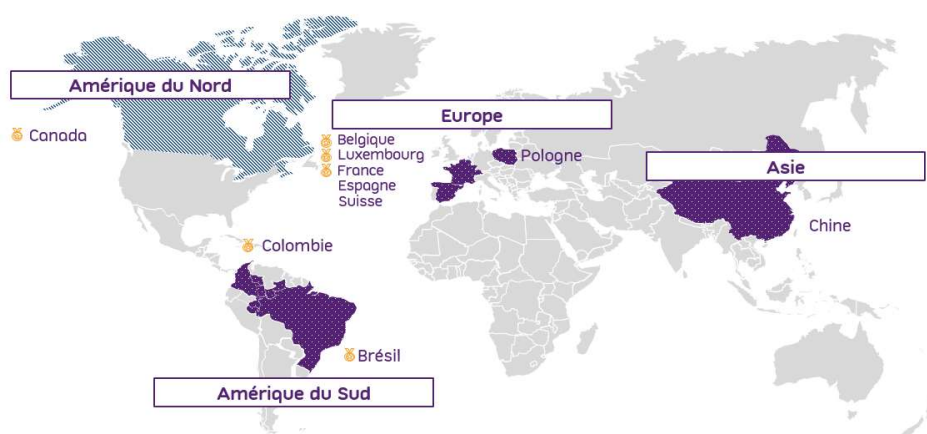 Amérique du Nord
Canada
Europe
Belgique
Luxembourg
France
Espagne
Suisse
Pologne
Asie
Chine
Colombie
Brésil
Amérique du Sud